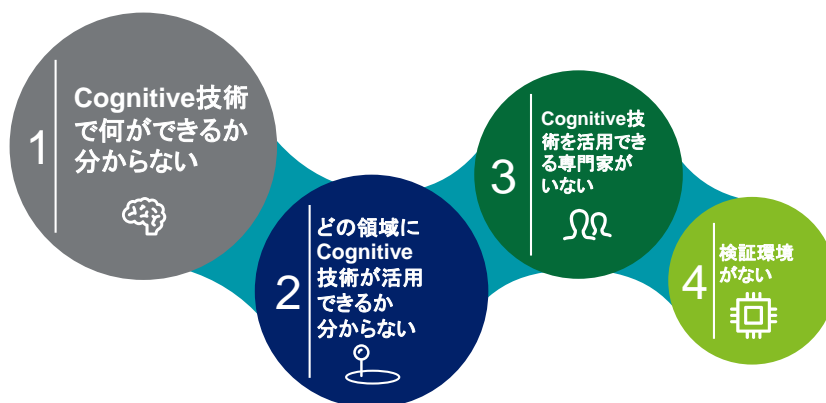 1
Cognitive技術
で何ができるか
分からない
2
どの領域に
Cognitive
技術が活用
できるか
分からない
3
Cognitive技
術を活用でき
る専門家が
いない
4
検証環境
がない